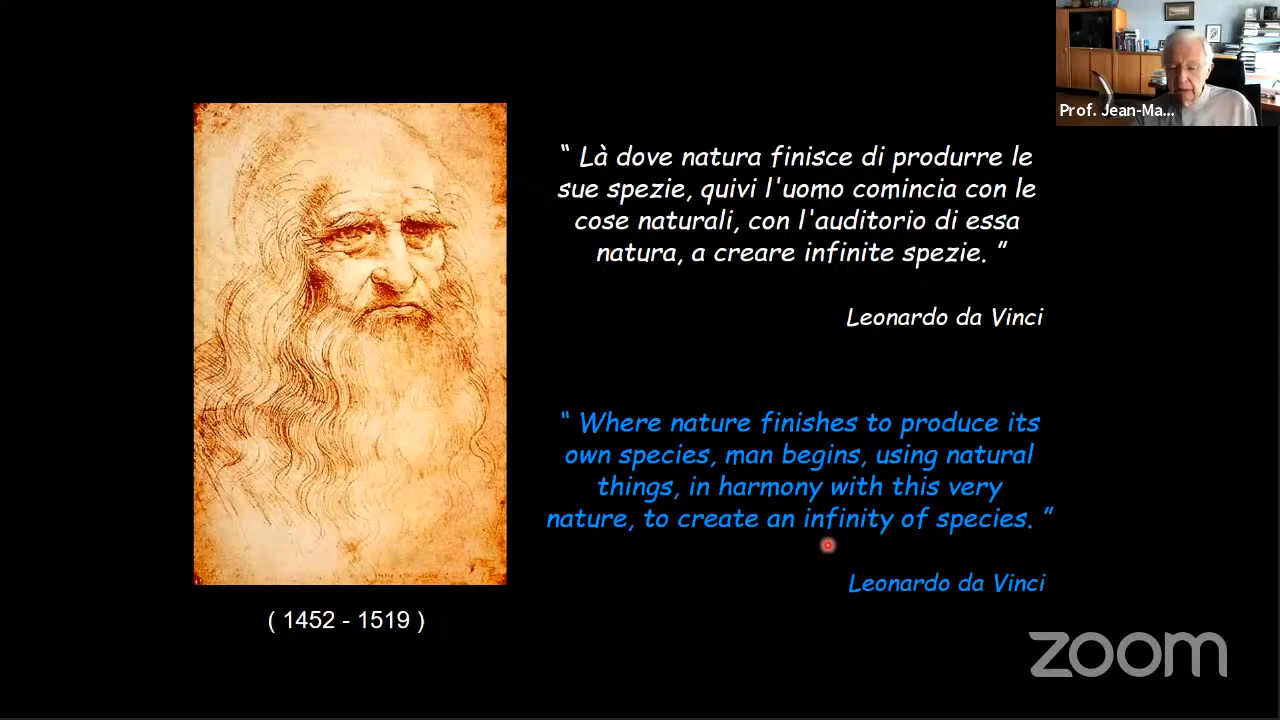 Prof. Jean-Ma...
“ Là dove natura finisce di produrre le
sue spezie, quivi l'uomo comincia con le
cose naturali, con l'auditorio di essa
natura, a creare infinite spezie. ”
Leonardo da Vinci
“ Where nature finishes to produce its
own species, man begins, using natural
things, in harmony with this very
nature, to create an infinity of species. ”
Leonardo da Vinci
( 1452 - 1519 )
zoom